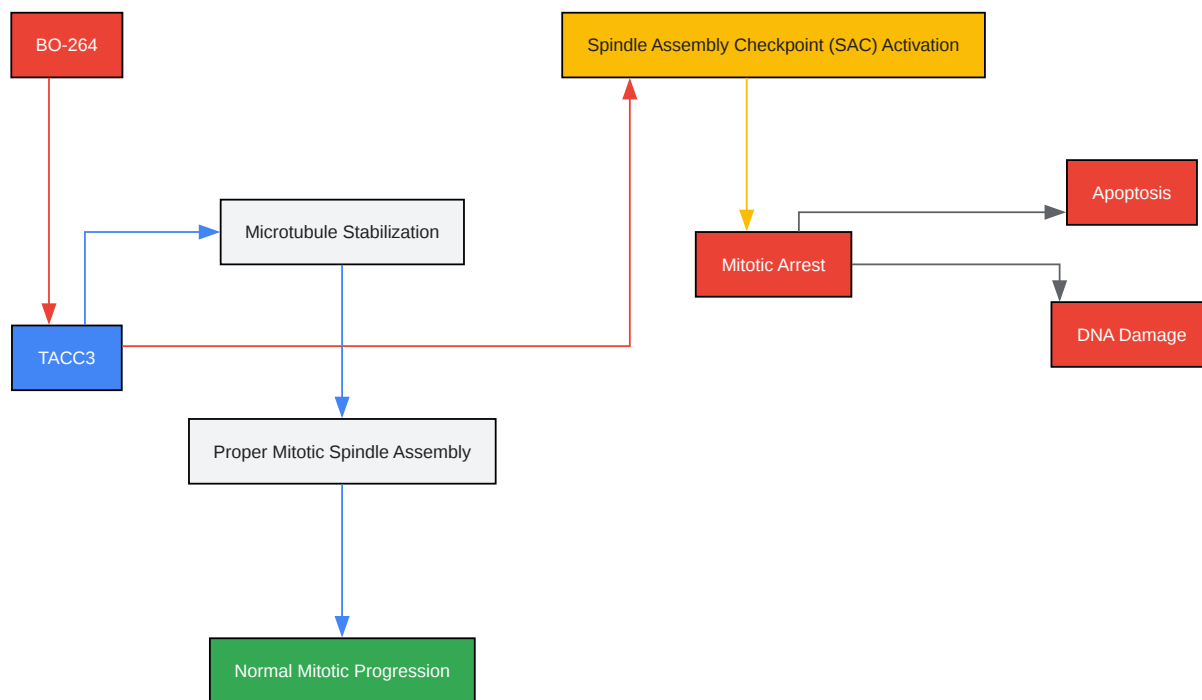 BO-264
Spindle Assembly Checkpoint (SAC) Activation
Apoptosis
Microtubule Stabilization
Mitotic Arrest
DNA Damage
TACC3
Proper Mitotic Spindle Assembly
Normal Mitotic Progression